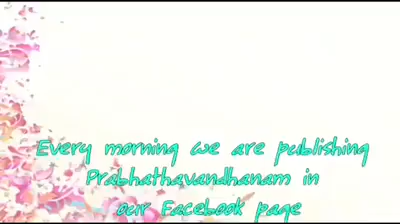 Every morning we are publishing
Prabhathavandhanam in
our Facebook page